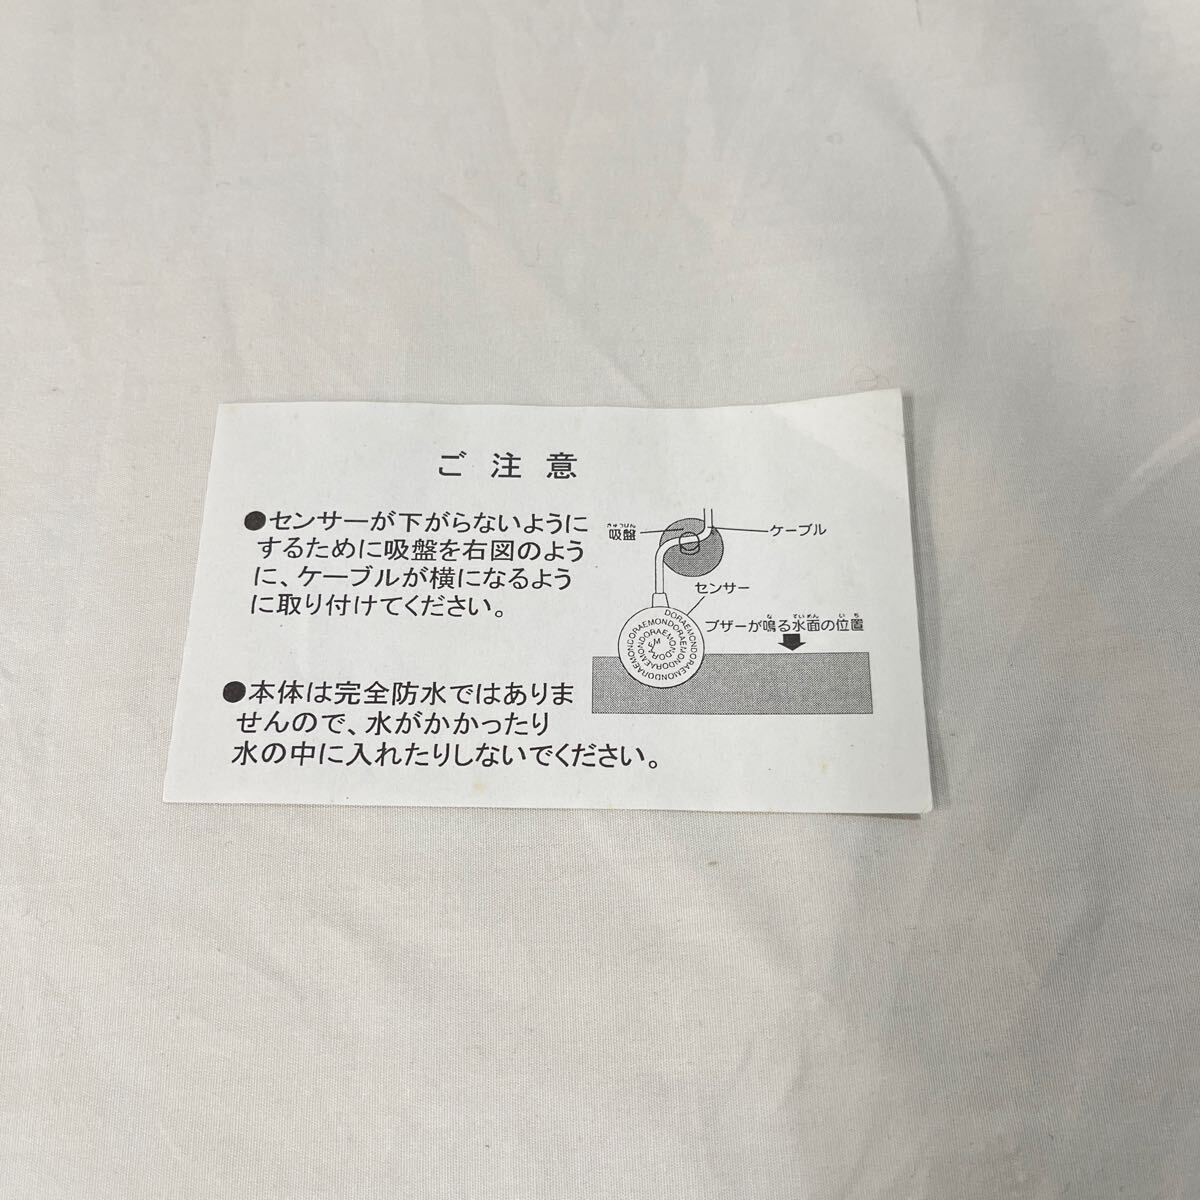 ご注意
●センサーが下がらないように
するために吸盤を右図のよう
に、ケーブルが横になるよう
に取り付けてください。
●本体は完全防水ではありま
せんので、水がかかったり
水の中に入れたりしないでください。
きゅうばん
吸盤
ケーブル
センサー
な すいめん い ち
ブザーが鳴る水面の位置
DORAEMONDORAEMONDORAEMONDORAEMON